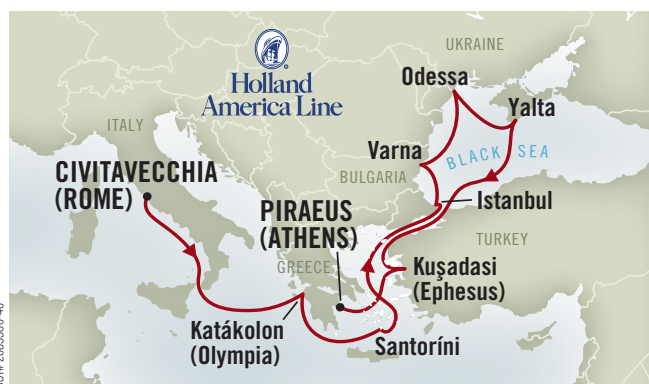 UKRAINE
Holland
America Line
Odessa
Yalta
ITALY
Varna
BLACK SEA
CIVITAVECCHIA
(ROME)
BULGARIA
Istanbul
PIRAEUS
(ATHENS)
TURKEY
GREECE
Kuşadasi
(Ephesus)
Katákolon
(Olympia)
Santoríni